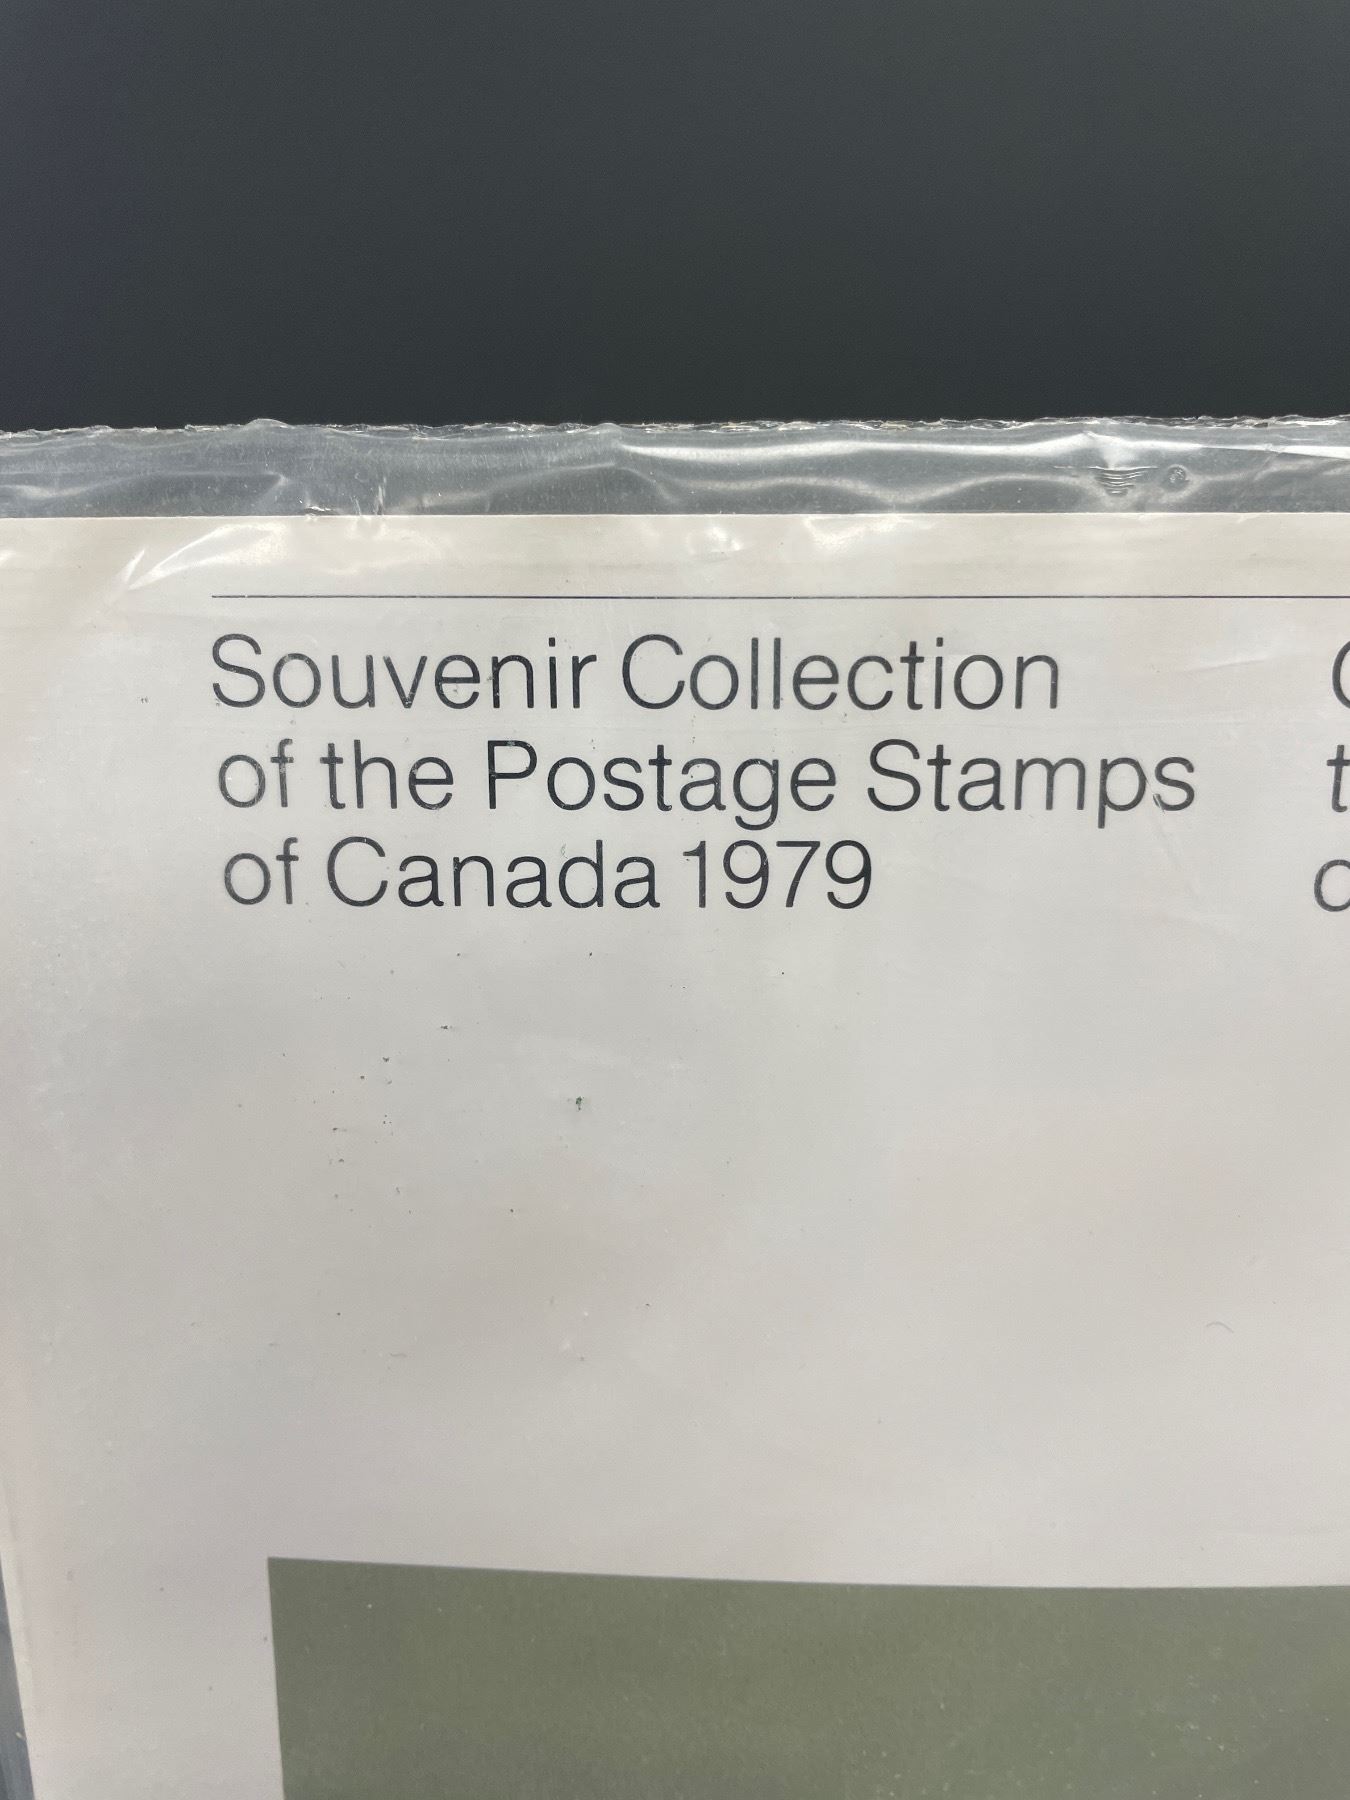 Souvenir Collection
of the Postage Stamps
of Canada 1979